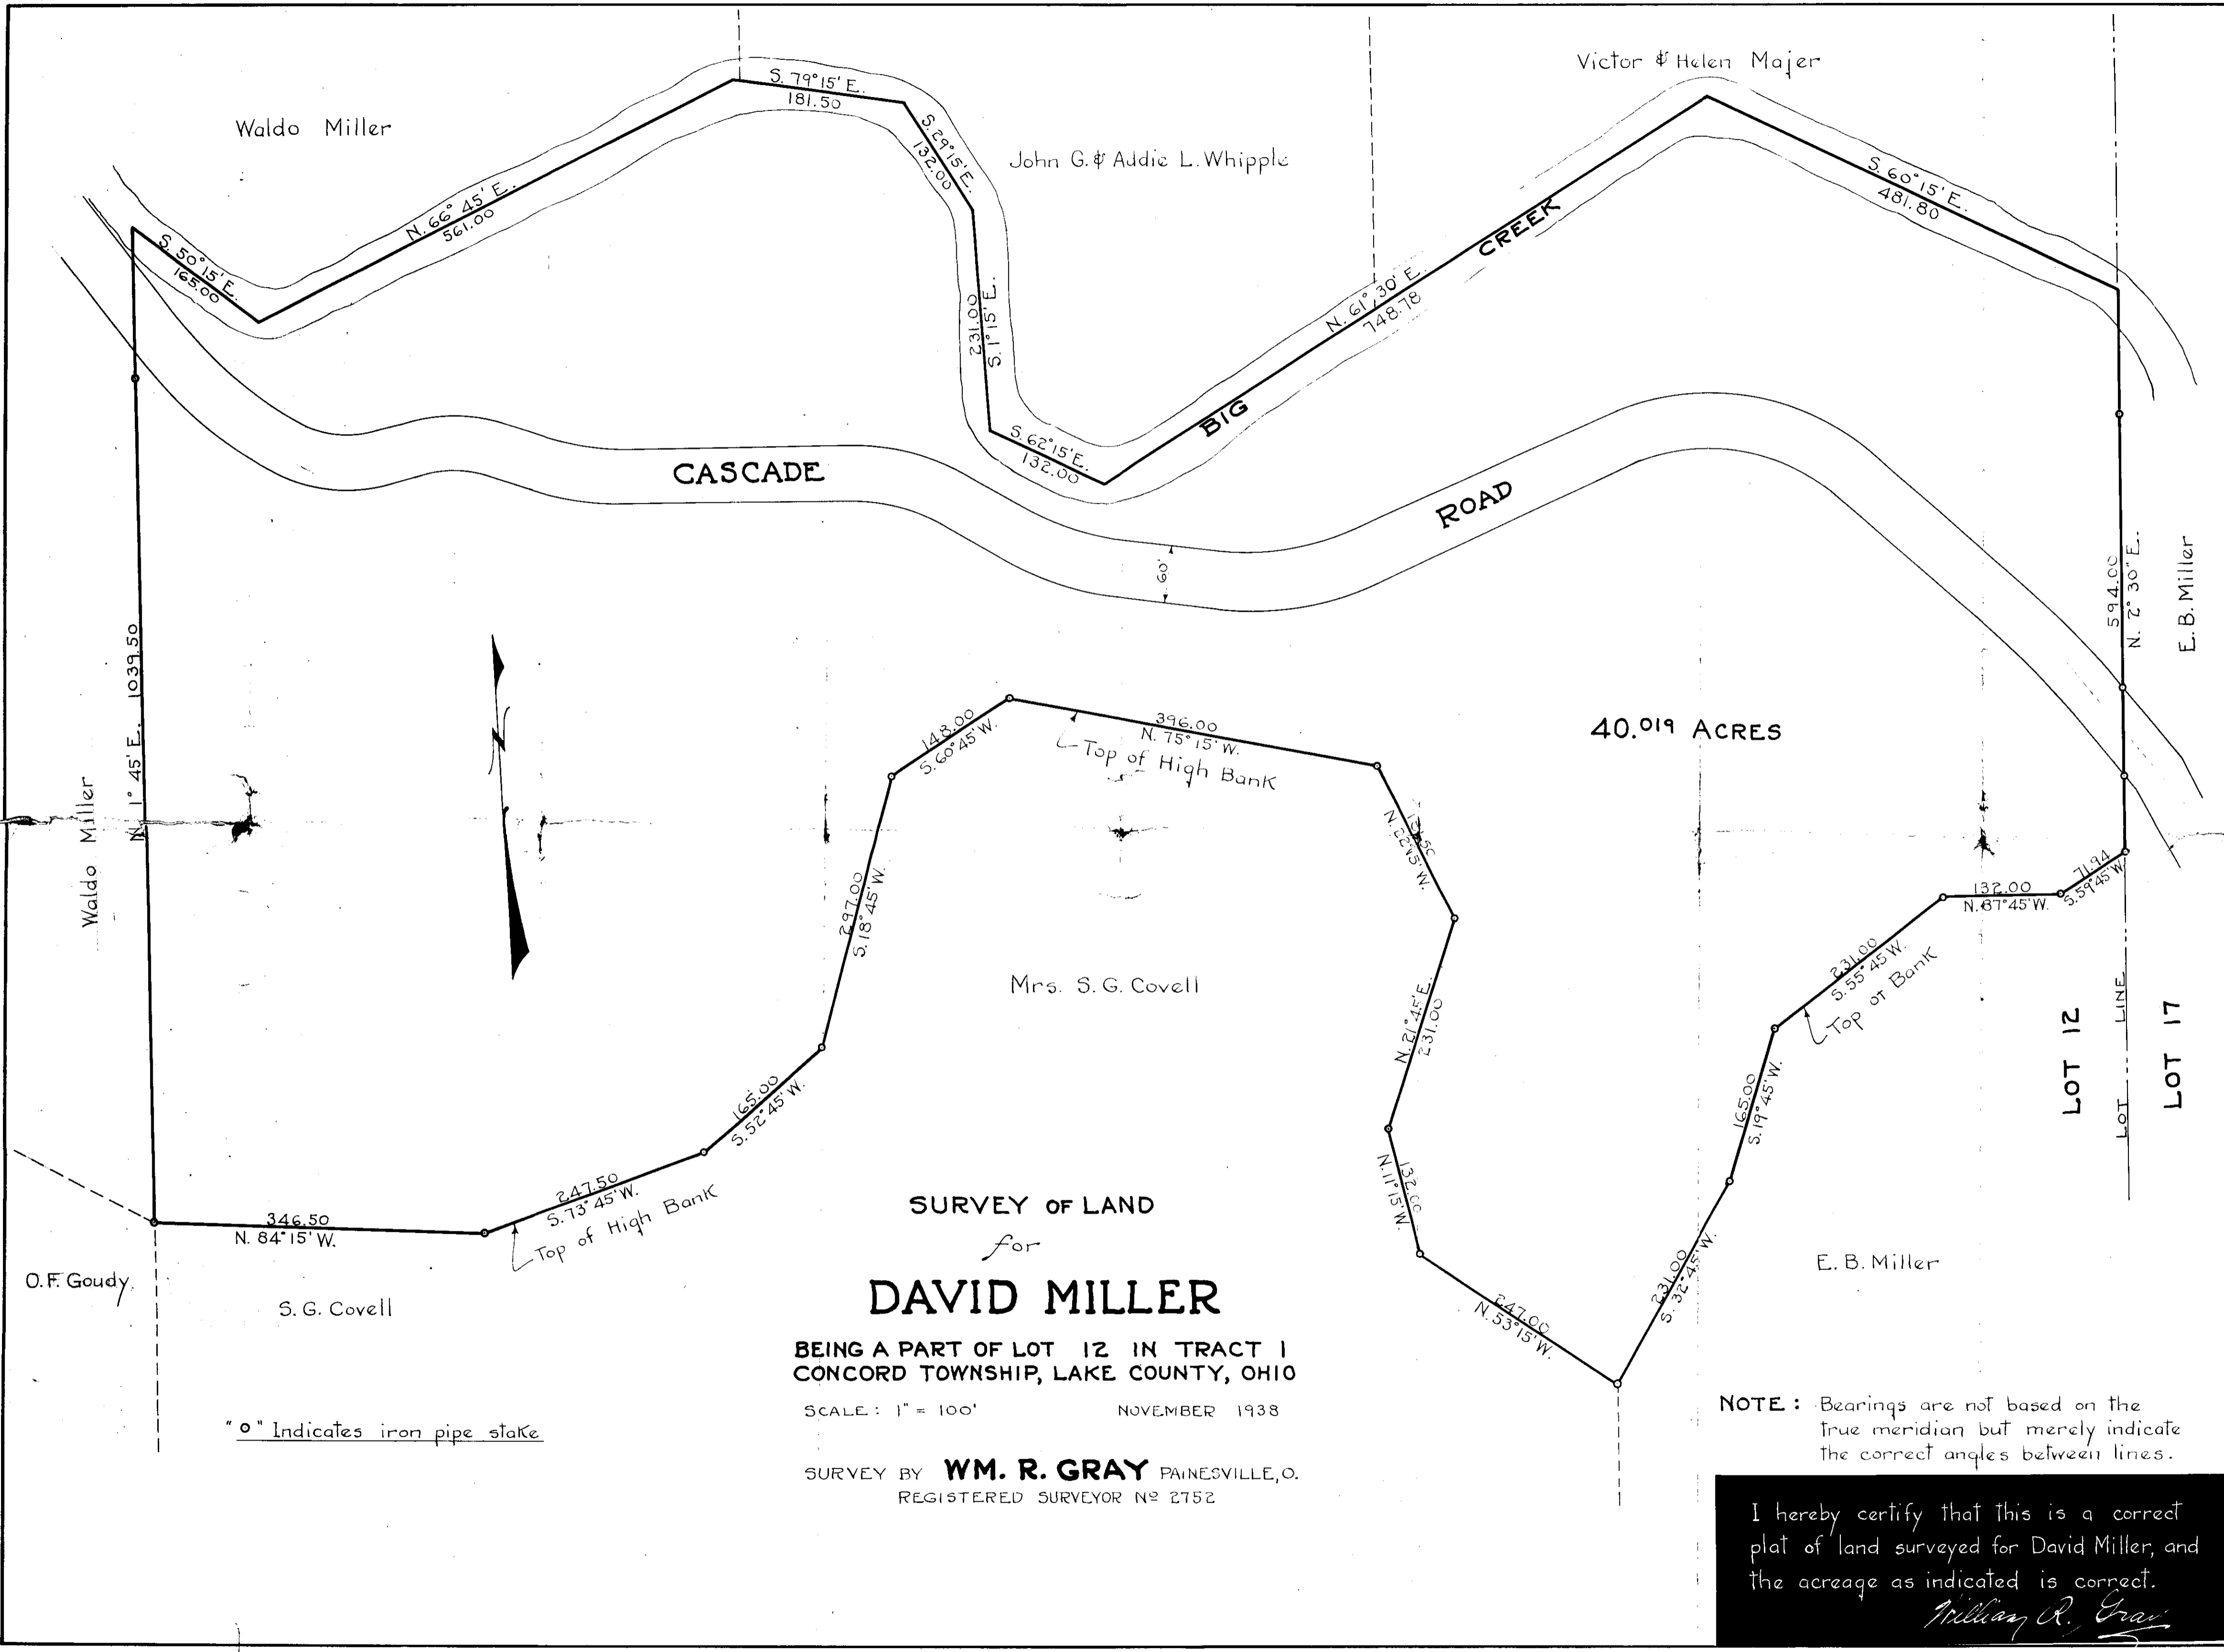 Victor & Helen Majer
Waldo Miller
John G. & Addie L. Whipple
S. 79°15' E.
181.50
S. 29°15' E.
132.00
N. 66° 45' E.
561.00
S. 50°15' E.
165.00
S. 60°15' E.
481.80
231.00
S. 1°15' E.
N. 61° 30' E.
748.78
BIG CREEK
S. 62°15' E.
132.00
CASCADE ROAD
60'
594.00
N. 2° 30" E.
E. B. Miller
N. 1° 45' E. 1039.50
Waldo Miller
148.00
S. 60°45' W.
396.00
N. 75°15' W.
Top of High Bank
40.019 ACRES
N. 22°45' W.
71.94
S. 59°45' W.
132.00
N. 87°45' W.
231.00
S. 55°45' W.
Top of Bank
297.00
S. 18°45' W.
Mrs. S. G. Covell
N. 21°45' E.
231.00
LOT 12
LOT LINE
LOT 17
165.00
S. 52°45' W.
165.00
S. 19°45' W.
132.00
N. 11°15' W.
247.50
S. 73°45' W.
Top of High Bank
346.50
N. 84°15' W.
O. F. Goudy
S. G. Covell
231.00
S. 32°45' W.
E. B. Miller
247.00
N. 53°15' W.
SURVEY OF LAND
for
DAVID MILLER
BEING A PART OF LOT 12 IN TRACT 1
CONCORD TOWNSHIP, LAKE COUNTY, OHIO
SCALE: 1" = 100' NOVEMBER 1938
SURVEY BY WM. R. GRAY PAINESVILLE, O.
REGISTERED SURVEYOR Nº 2752
"o" Indicates iron pipe stake
NOTE: Bearings are not based on the
true meridian but merely indicate
the correct angles between lines.
I hereby certify that this is a correct
plat of land surveyed for David Miller, and
the acreage as indicated is correct.
William R. Gray